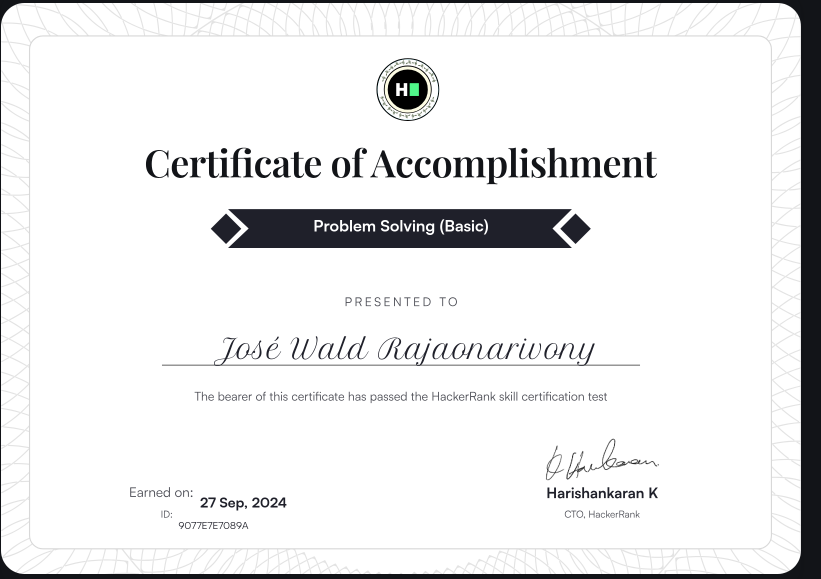 H
Certificate of Accomplishment
Problem Solving (Basic)
PRESENTED TO
José Wald Rajaonarivony
The bearer of this certificate has passed the HackerRank skill certification test
Earned on: 27 Sep, 2024
ID: 9077E7E7089A
Harishankaran K
CTO, HackerRank